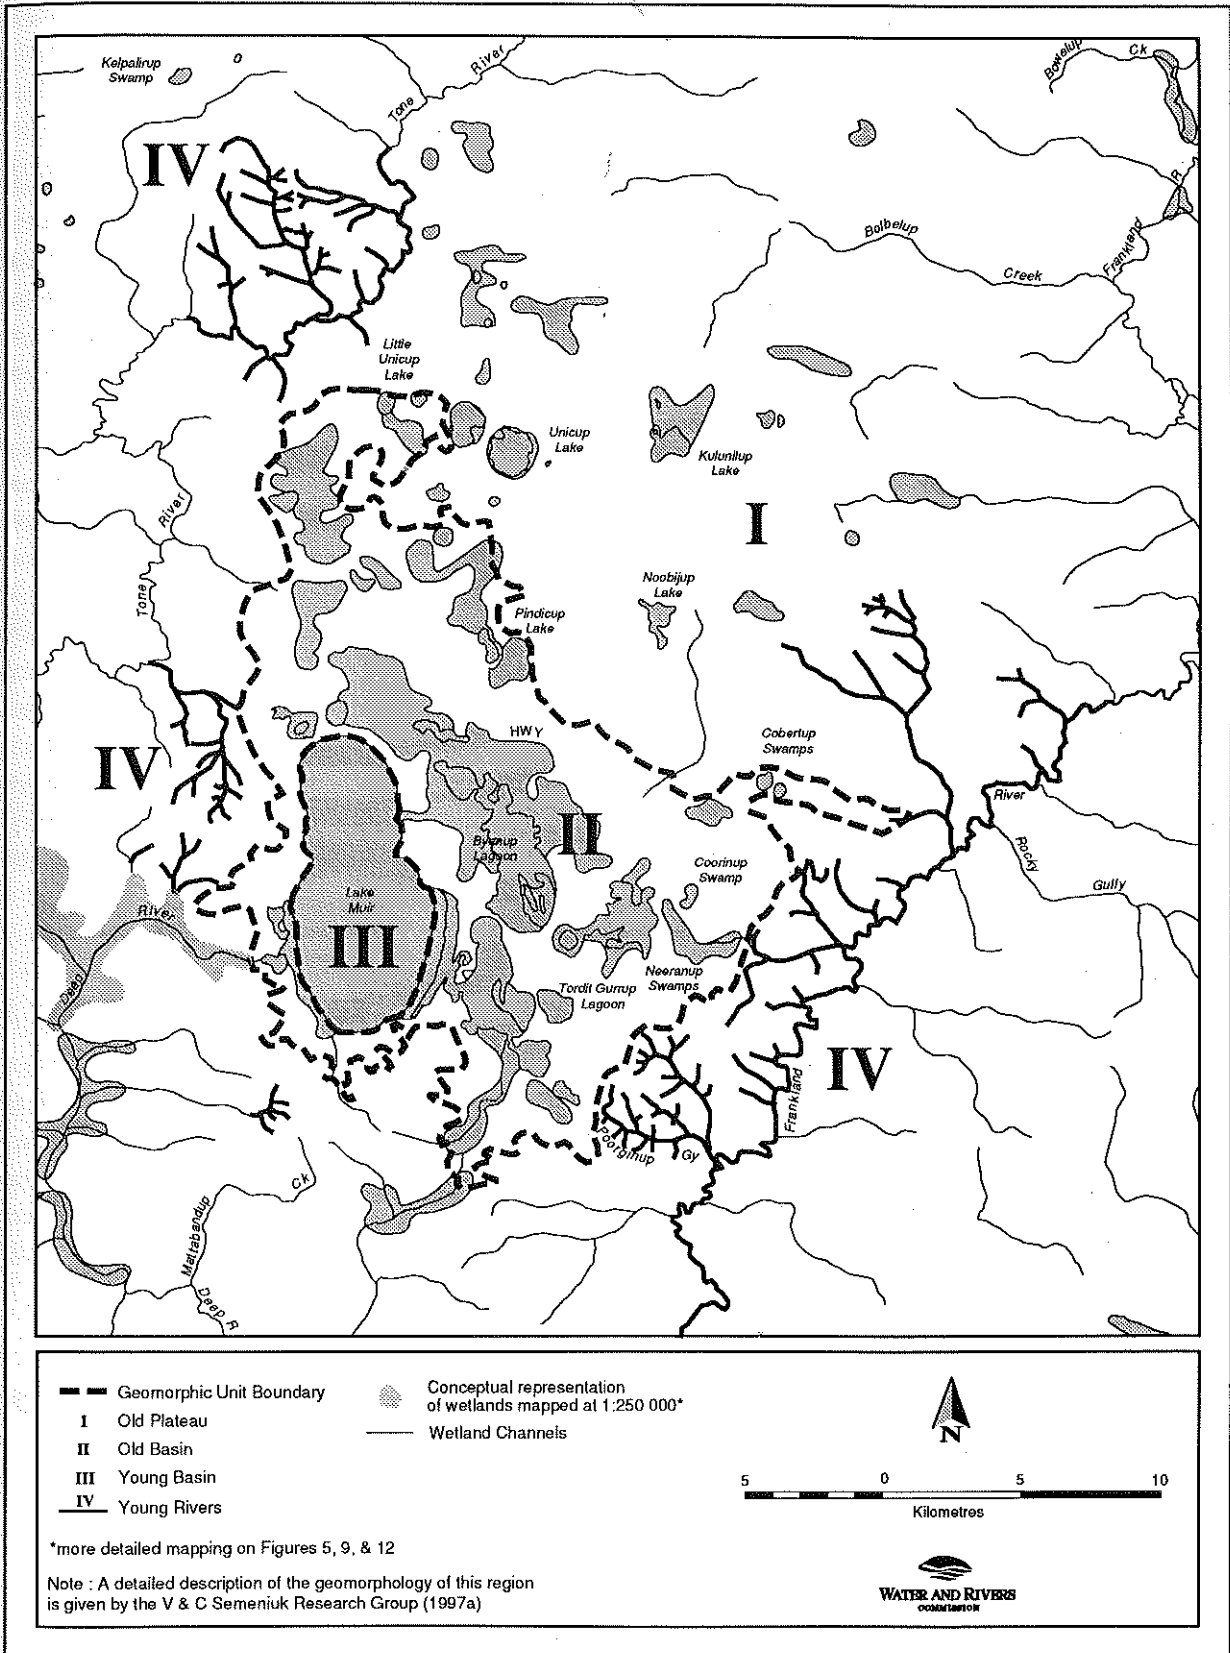 Kelpalirup
Swamp
Tone
River
Bowelup
Ck
IV
R
Frankland
Bolbelup
Creek
Little
Unicup
Lake
Unicup
Lake
Kulunilup
Lake
I
River
Tone
Noobijup
Lake
Pindicup
Lake
HWY
Cobertup
Swamps
IV
River
II
Byenup
Lagoon
Coorinup
Swamp
Rocky
Gully
Lake
Muir
III
River
Deep
Neeranup
Swamps
Tordit Gurrup
Lagoon
IV
Frankland
Poorginup
Gy
Ck
Mattabandup
Deep R
Geomorphic Unit Boundary
I Old Plateau
II Old Basin
III Young Basin
IV Young Rivers
Conceptual representation
of wetlands mapped at 1:250 000*
Wetland Channels
N
5 0 5 10
Kilometres
*more detailed mapping on Figures 5, 9, & 12
Note : A detailed description of the geomorphology of this region
is given by the V & C Semeniuk Research Group (1997a)
WATER AND RIVERS
COMMISSION